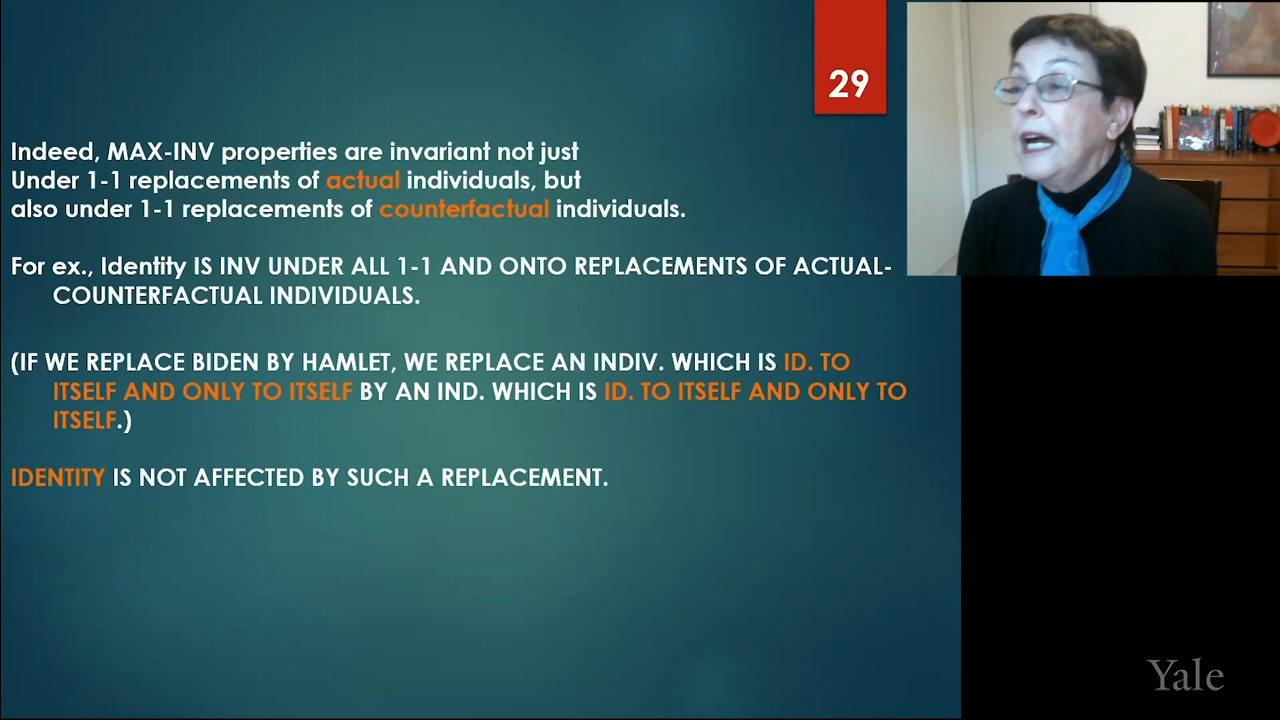 29
Indeed, MAX-INV properties are invariant not just
Under 1-1 replacements of actual individuals, but
also under 1-1 replacements of counterfactual individuals.
For ex., Identity IS INV UNDER ALL 1-1 AND ONTO REPLACEMENTS OF ACTUAL-
COUNTERFACTUAL INDIVIDUALS.
(IF WE REPLACE BIDEN BY HAMLET, WE REPLACE AN INDIV. WHICH IS ID. TO
ITSELF AND ONLY TO ITSELF BY AN IND. WHICH IS ID. TO ITSELF AND ONLY TO
ITSELF.)
IDENTITY IS NOT AFFECTED BY SUCH A REPLACEMENT.
Yale